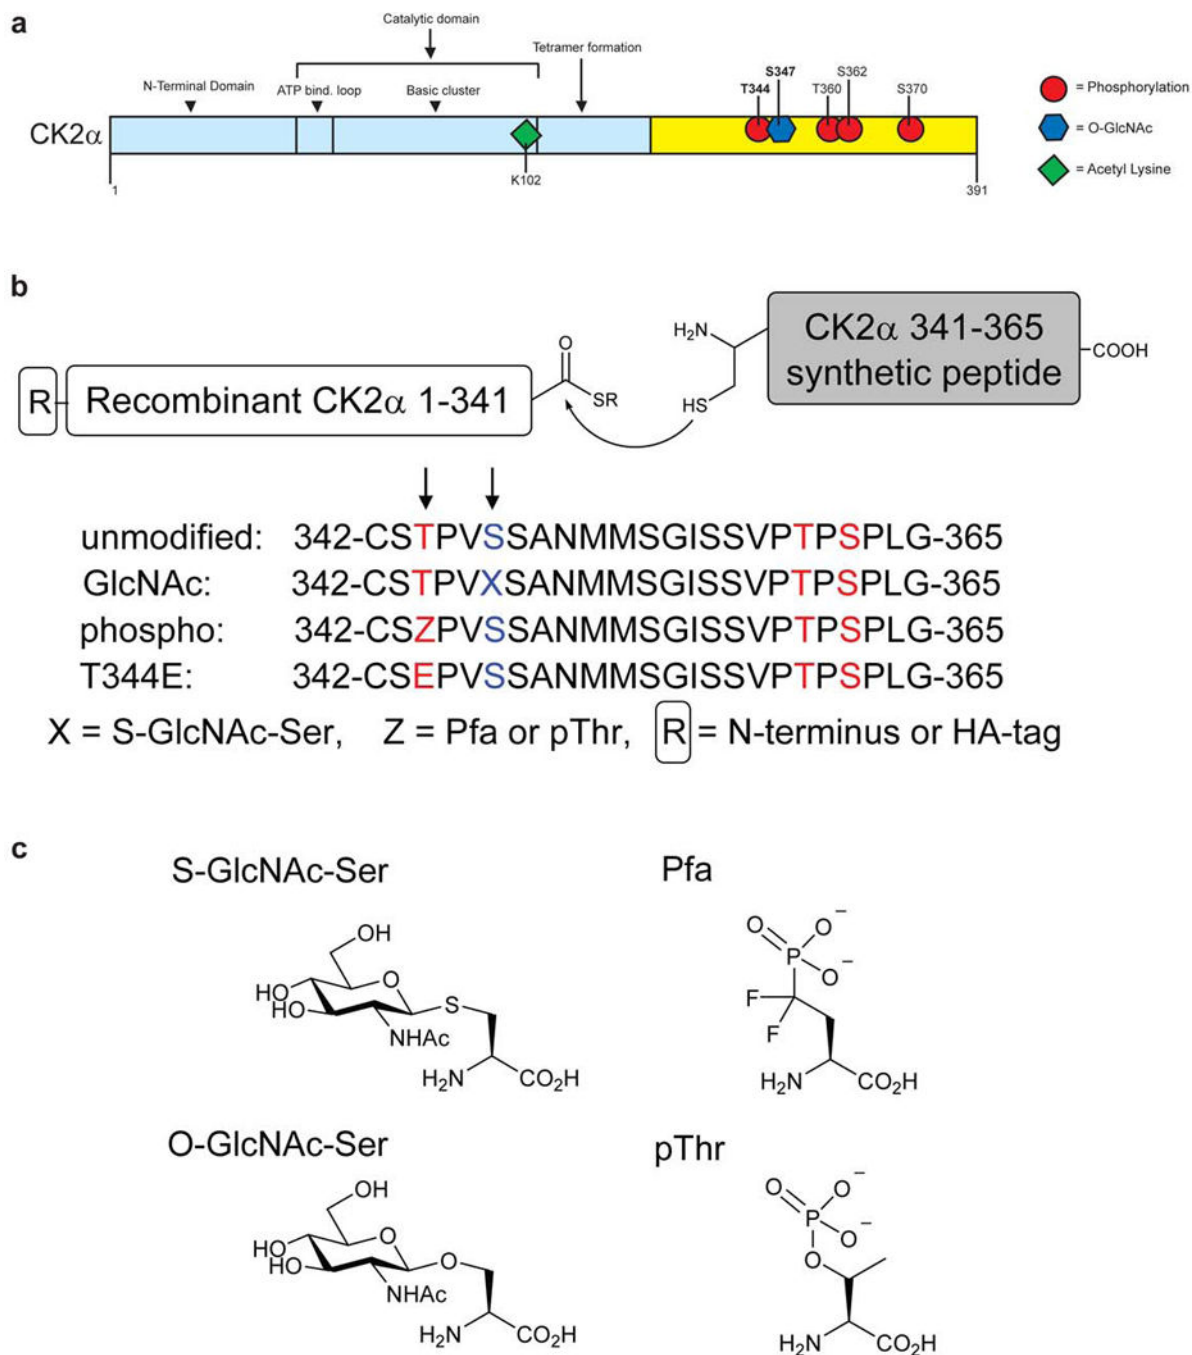 a
Catalytic domain
Tetramer formation
N-Terminal Domain
ATP bind. loop
Basic cluster
S347
S362
T344
T360
S370
= Phosphorylation
CK2α
= O-GlcNAc
K102
= Acetyl Lysine
1
391
b
O
H₂N
CK2α 341-365
synthetic peptide
COOH
R
Recombinant CK2α 1-341
SR
HS
unmodified: 342-CSTPVSSANMMSGISSVPTPSPLG-365
GlcNAc: 342-CSTPVXSANMMSGISSVPTPSPLG-365
phospho: 342-CSZPVSSANMMSGISSVPTPSPLG-365
T344E: 342-CSEPVSSANMMSGISSVPTPSPLG-365
X = S-GlcNAc-Ser, Z = Pfa or pThr, R = N-terminus or HA-tag
c
S-GlcNAc-Ser
Pfa
OH
O
HO
HO
S
NHAc
H₂N
CO₂H
O
O⁻
P
O⁻
F
F
H₂N
CO₂H
O-GlcNAc-Ser
pThr
OH
O
HO
HO
O
NHAc
H₂N
CO₂H
O
O⁻
P
O⁻
O
H₂N
CO₂H